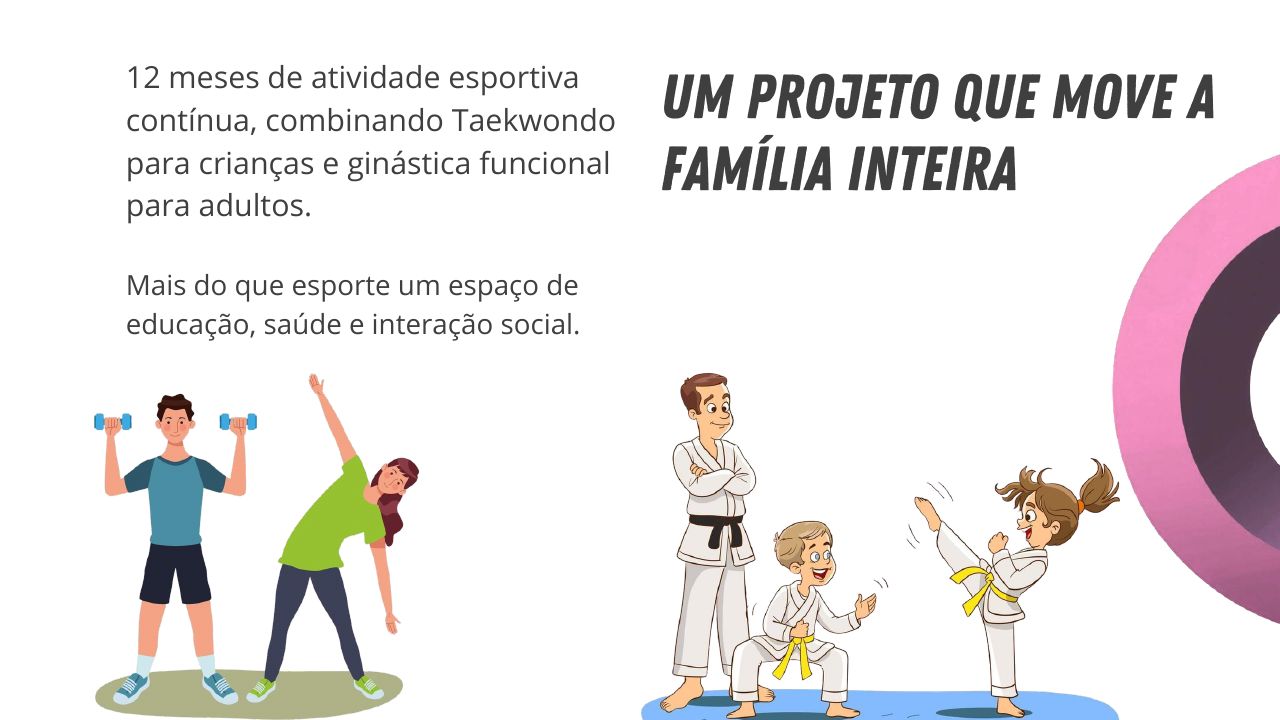 UM PROJETO QUE MOVE A
FAMÍLIA INTEIRA
12 meses de atividade esportiva
contínua, combinando Taekwondo
para crianças e ginástica funcional
para adultos.
Mais do que esporte um espaço de
educação, saúde e interação social.